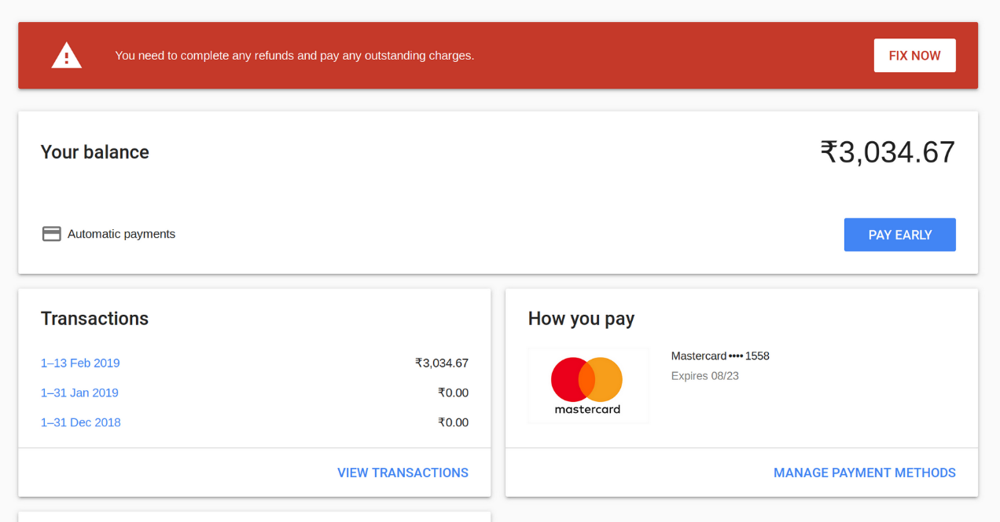 You need to complete any refunds and pay any outstanding charges.
FIX NOW
Your balance
₹3,034.67
Automatic payments
PAY EARLY
Transactions
1–13 Feb 2019 ₹3,034.67
1–31 Jan 2019 ₹0.00
1–31 Dec 2018 ₹0.00
VIEW TRANSACTIONS
How you pay
mastercard
Mastercard •••• 1558
Expires 08/23
MANAGE PAYMENT METHODS